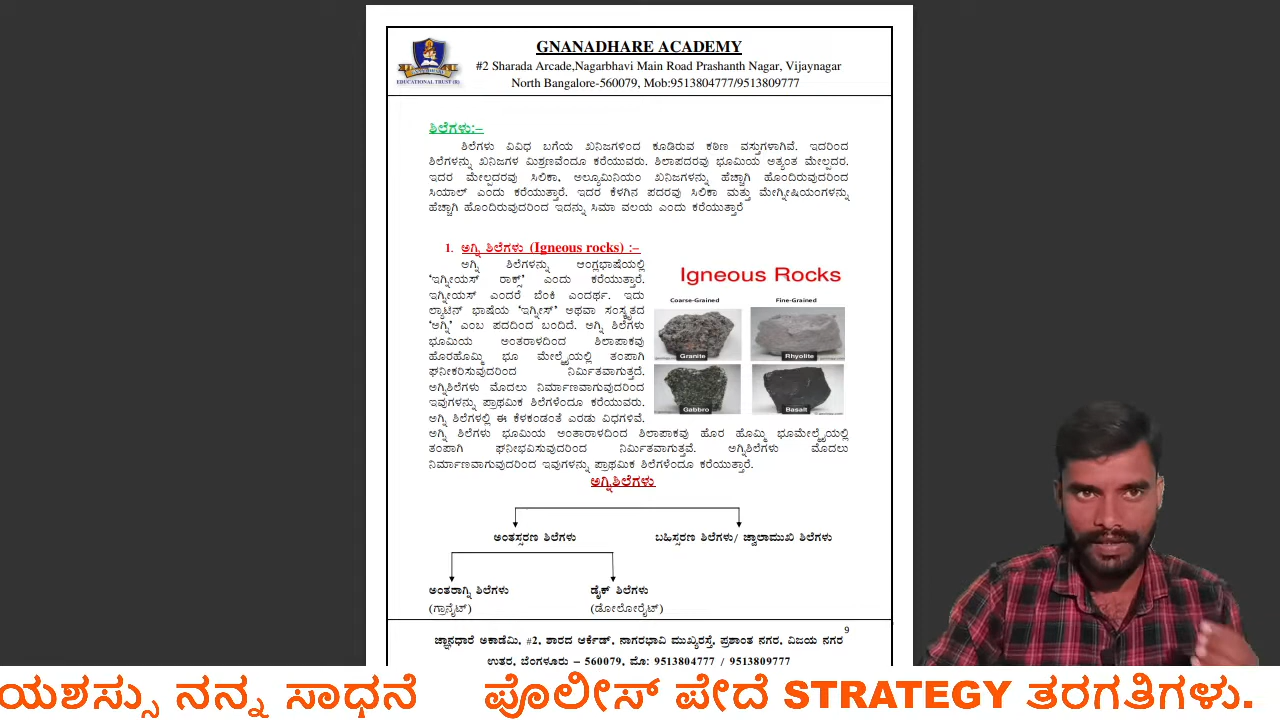 GNANADHARE ACADEMY
#2 Sharada Arcade,Nagarbhavi Main Road Prashanth Nagar, Vijaynagar
North Bangalore-560079, Mob:9513804777/9513809777
EDUCATIONAL TRUST (R)
ಶಿಲೆಗಳು:–
ಶಿಲೆಗಳು ವಿವಿಧ ಬಗೆಯ ಖನಿಜಗಳಿಂದ ಕೂಡಿರುವ ಕಠಿಣ ವಸ್ತುಗಳಾಗಿವೆ. ಇದರಿಂದ
ಶಿಲೆಗಳನ್ನು ಖನಿಜಗಳ ಮಿಶ್ರಣವೆಂದೂ ಕರೆಯುವರು. ಶಿಲಾಪದರವು ಭೂಮಿಯ ಅತ್ಯಂತ ಮೇಲ್ಪದರ.
ಇದರ ಮೇಲ್ಪದರವು ಸಿಲಿಕಾ, ಅಲ್ಯೂಮಿನಿಯಂ ಖನಿಜಗಳನ್ನು ಹೆಚ್ಚಾಗಿ ಹೊಂದಿರುವುದರಿಂದ
ಸಿಯಾಲ್ ಎಂದು ಕರೆಯುತ್ತಾರೆ. ಇದರ ಕೆಳಗಿನ ಪದರವು ಸಿಲಿಕಾ ಮತ್ತು ಮೇಗ್ನೀಷಿಯಂಗಳನ್ನು
ಹೆಚ್ಚಾಗಿ ಹೊಂದಿರುವುದರಿಂದ ಇದನ್ನು ಸಿಮಾ ವಲಯ ಎಂದು ಕರೆಯುತ್ತಾರೆ
1. ಅಗ್ನಿ ಶಿಲೆಗಳು (Igneous rocks) :–
ಅಗ್ನಿ ಶಿಲೆಗಳನ್ನು ಆಂಗ್ಲಭಾಷೆಯಲ್ಲಿ
‘ಇಗ್ನೀಯಸ್ ರಾಕ್ಸ್’ ಎಂದು ಕರೆಯುತ್ತಾರೆ.
ಇಗ್ನೀಯಸ್ ಎಂದರೆ ಬೆಂಕಿ ಎಂದರ್ಥ. ಇದು
ಲ್ಯಾಟಿನ್ ಭಾಷೆಯ ‘ಇಗ್ನೀಸ್’ ಅಥವಾ ಸಂಸ್ಕೃತದ
‘ಅಗ್ನಿ’ ಎಂಬ ಪದದಿಂದ ಬಂದಿದೆ. ಅಗ್ನಿ ಶಿಲೆಗಳು
ಭೂಮಿಯ ಅಂತರಾಳದಿಂದ ಶಿಲಾಪಾಕವು
ಹೊರಹೊಮ್ಮಿ ಭೂ ಮೇಲ್ಮೈಯಲ್ಲಿ ತಂಪಾಗಿ
ಘನೀಕರಿಸುವುದರಿಂದ ನಿರ್ಮಿತವಾಗುತ್ತದೆ.
ಅಗ್ನಿಶಿಲೆಗಳು ಮೊದಲು ನಿರ್ಮಾಣವಾಗುವುದರಿಂದ
ಇವುಗಳನ್ನು ಪ್ರಾಥಮಿಕ ಶಿಲೆಗಳೆಂದೂ ಕರೆಯುವರು.
ಅಗ್ನಿ ಶಿಲೆಗಳಲ್ಲಿ ಈ ಕೆಳಕಂಡಂತೆ ಎರಡು ವಿಧಗಳಿವೆ.
Igneous Rocks
Coarse-Grained Fine-Grained
Granite Rhyolite
Gabbro Basalt
ಅಗ್ನಿ ಶಿಲೆಗಳು ಭೂಮಿಯ ಅಂತಾರಾಳದಿಂದ ಶಿಲಾಪಾಕವು ಹೊರ ಹೊಮ್ಮಿ ಭೂಮೇಲ್ಮೈಯಲ್ಲಿ
ತಂಪಾಗಿ ಘನೀಭವಿಸುವುದರಿಂದ ನಿರ್ಮಿತವಾಗುತ್ತವೆ. ಅಗ್ನಿಶಿಲೆಗಳು ಮೊದಲು
ನಿರ್ಮಾಣವಾಗುವುದರಿಂದ ಇವುಗಳನ್ನು ಪ್ರಾಥಮಿಕ ಶಿಲೆಗಳೆಂದೂ ಕರೆಯುತ್ತಾರೆ.
ಅಗ್ನಿಶಿಲೆಗಳು
ಅಂತಸ್ಸರಣ ಶಿಲೆಗಳು ಬಹಿಸ್ಸರಣ ಶಿಲೆಗಳು/ ಜ್ವಾಲಾಮುಖಿ ಶಿಲೆಗಳು
ಅಂತರಾಗ್ನಿ ಶಿಲೆಗಳು ಡೈಕ್ ಶಿಲೆಗಳು
(ಗ್ರಾನೈಟ್) (ಡೋಲೋರೈಟ್)
9
ಜ್ಞಾನಧಾರೆ ಅಕಾಡೆಮಿ, #2, ಶಾರದ ಆರ್ಕೆಡ್, ನಾಗರಭಾವಿ ಮುಖ್ಯರಸ್ತೆ, ಪ್ರಶಾಂತ ನಗರ, ವಿಜಯ ನಗರ
ಉತರ, ಬೆಂಗಳೂರು – 560079, ಮೊ: 9513804777 / 9513809777
ಯಶಸ್ಸು ನನ್ನ ಸಾಧನೆ ಪೊಲೀಸ್ ಪೇದೆ STRATEGY ತರಗತಿಗಳು.